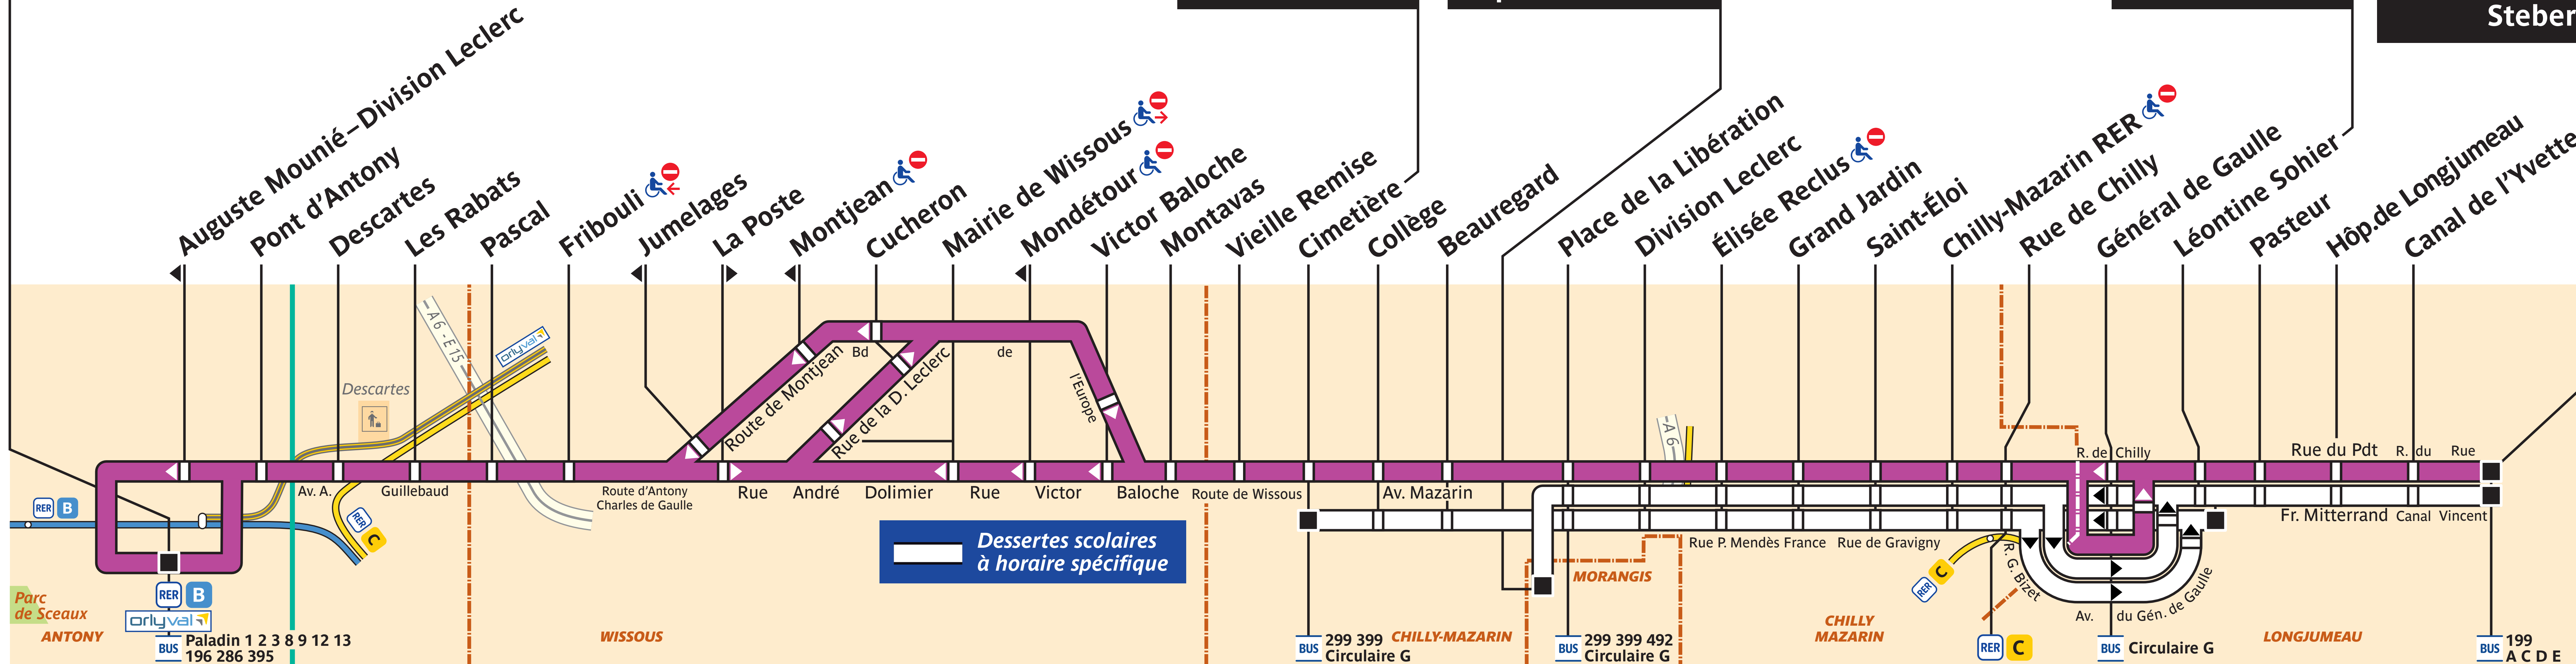 Steber
Auguste Mounié–Division Leclerc
Pont d'Antony
Descartes
Les Rabats
Pascal
Fribouli
Jumelages
La Poste
Montjean
Cucheron
Mairie de Wissous
Mondétour
Victor Baloche
Montavas
Vieille Remise
Cimetière
Collège
Beauregard
Place de la Libération
Division Leclerc
Élisée Reclus
Grand Jardin
Saint-Éloi
Chilly-Mazarin RER
Rue de Chilly
Général de Gaulle
Léontine Sohier
Pasteur
Hôp.de Longjumeau
Canal de l'Yvette
- A 6 - E 15 -
orlyval
Descartes
Bd
de
l'Europe
Route de Montjean
Rue de la D. Leclerc
- A 6 -
R. de Chilly
Rue du Pdt
R. du
Rue
Av. A.
Guillebaud
Route d'Antony
Charles de Gaulle
Rue
André
Dolimier
Rue
Victor
Baloche
Route de Wissous
Av. Mazarin
RER B
RER C
Fr. Mitterrand
Canal
Vincent
Dessertes scolaires
à horaire spécifique
Rue P. Mendès France
Rue de Gravigny
R. G. Bizet
Av.
du Gén. de Gaulle
RER C
MORANGIS
Parc
de Sceaux
RER B
orlyval
ANTONY
BUS
Paladin 1 2 3 8 9 12 13
196 286 395
WISSOUS
BUS
299 399
Circulaire G
CHILLY-MAZARIN
BUS
299 399 492
Circulaire G
CHILLY
MAZARIN
RER C
BUS
Circulaire G
LONGJUMEAU
BUS
199
A C D E